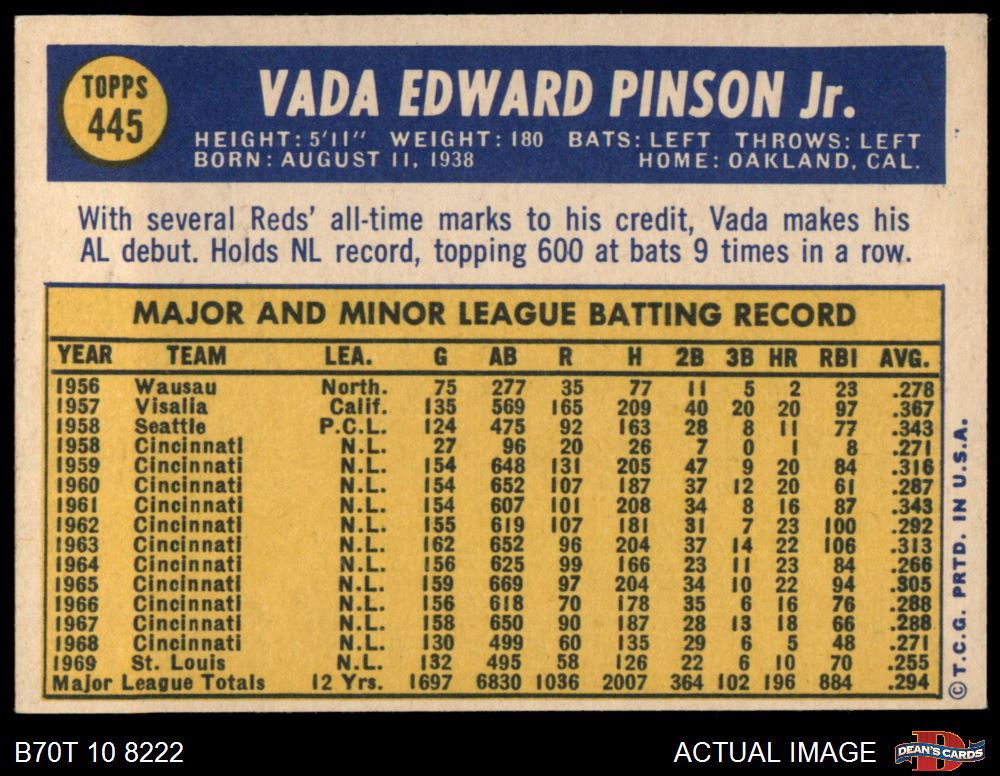 TOPPS
445
VADA EDWARD PINSON Jr.
HEIGHT: 5'11" WEIGHT: 180 BATS: LEFT THROWS: LEFT
BORN: AUGUST 11, 1938 HOME: OAKLAND, CAL.
With several Reds' all-time marks to his credit, Vada makes his
AL debut. Holds NL record, topping 600 at bats 9 times in a row.
MAJOR AND MINOR LEAGUE BATTING RECORD
YEAR TEAM LEA. G AB R H 2B 3B HR RBI AVG.
1956 Wausau North. 75 277 35 77 11 5 2 23 .278
1957 Visalia Calif. 135 569 165 209 40 20 20 97 .367
1958 Seattle P.C.L. 124 475 92 163 28 8 11 77 .343
1958 Cincinnati N.L. 27 96 20 26 7 0 1 8 .271
1959 Cincinnati N.L. 154 648 131 205 47 9 20 84 .316
1960 Cincinnati N.L. 154 652 107 187 37 12 20 61 .287
1961 Cincinnati N.L. 154 607 101 208 34 8 16 87 .343
1962 Cincinnati N.L. 155 619 107 181 31 7 23 100 .292
1963 Cincinnati N.L. 162 652 96 204 37 14 22 106 .313
1964 Cincinnati N.L. 156 625 99 166 23 11 23 84 .266
1965 Cincinnati N.L. 159 669 97 204 34 10 22 94 .305
1966 Cincinnati N.L. 156 618 70 178 35 6 16 76 .288
1967 Cincinnati N.L. 158 650 90 187 28 13 18 66 .288
1968 Cincinnati N.L. 130 499 60 135 29 6 5 48 .271
1969 St. Louis N.L. 132 495 58 126 22 6 10 70 .255
Major League Totals 12 Yrs. 1697 6830 1036 2007 364 102 196 884 .294
© T.C.G. PRTD. IN U.S.A.
B70T 10 8222
ACTUAL IMAGE
DEAN'S CARDS